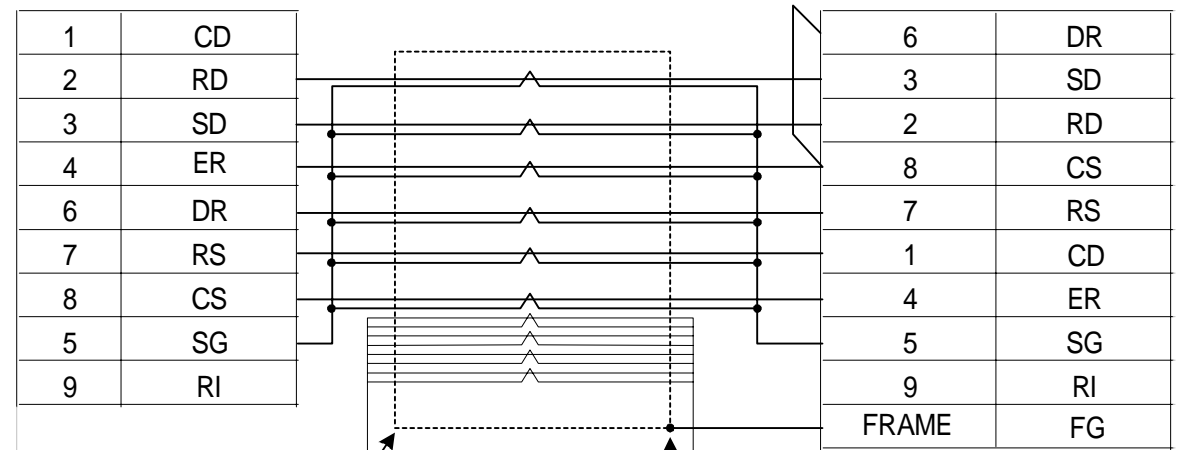 1 CD 6 DR
2 RD 3 SD
3 SD 2 RD
4 ER 8 CS
6 DR 7 RS
7 RS 1 CD
8 CS 4 ER
5 SG 5 SG
9 RI 9 RI
FRAME FG